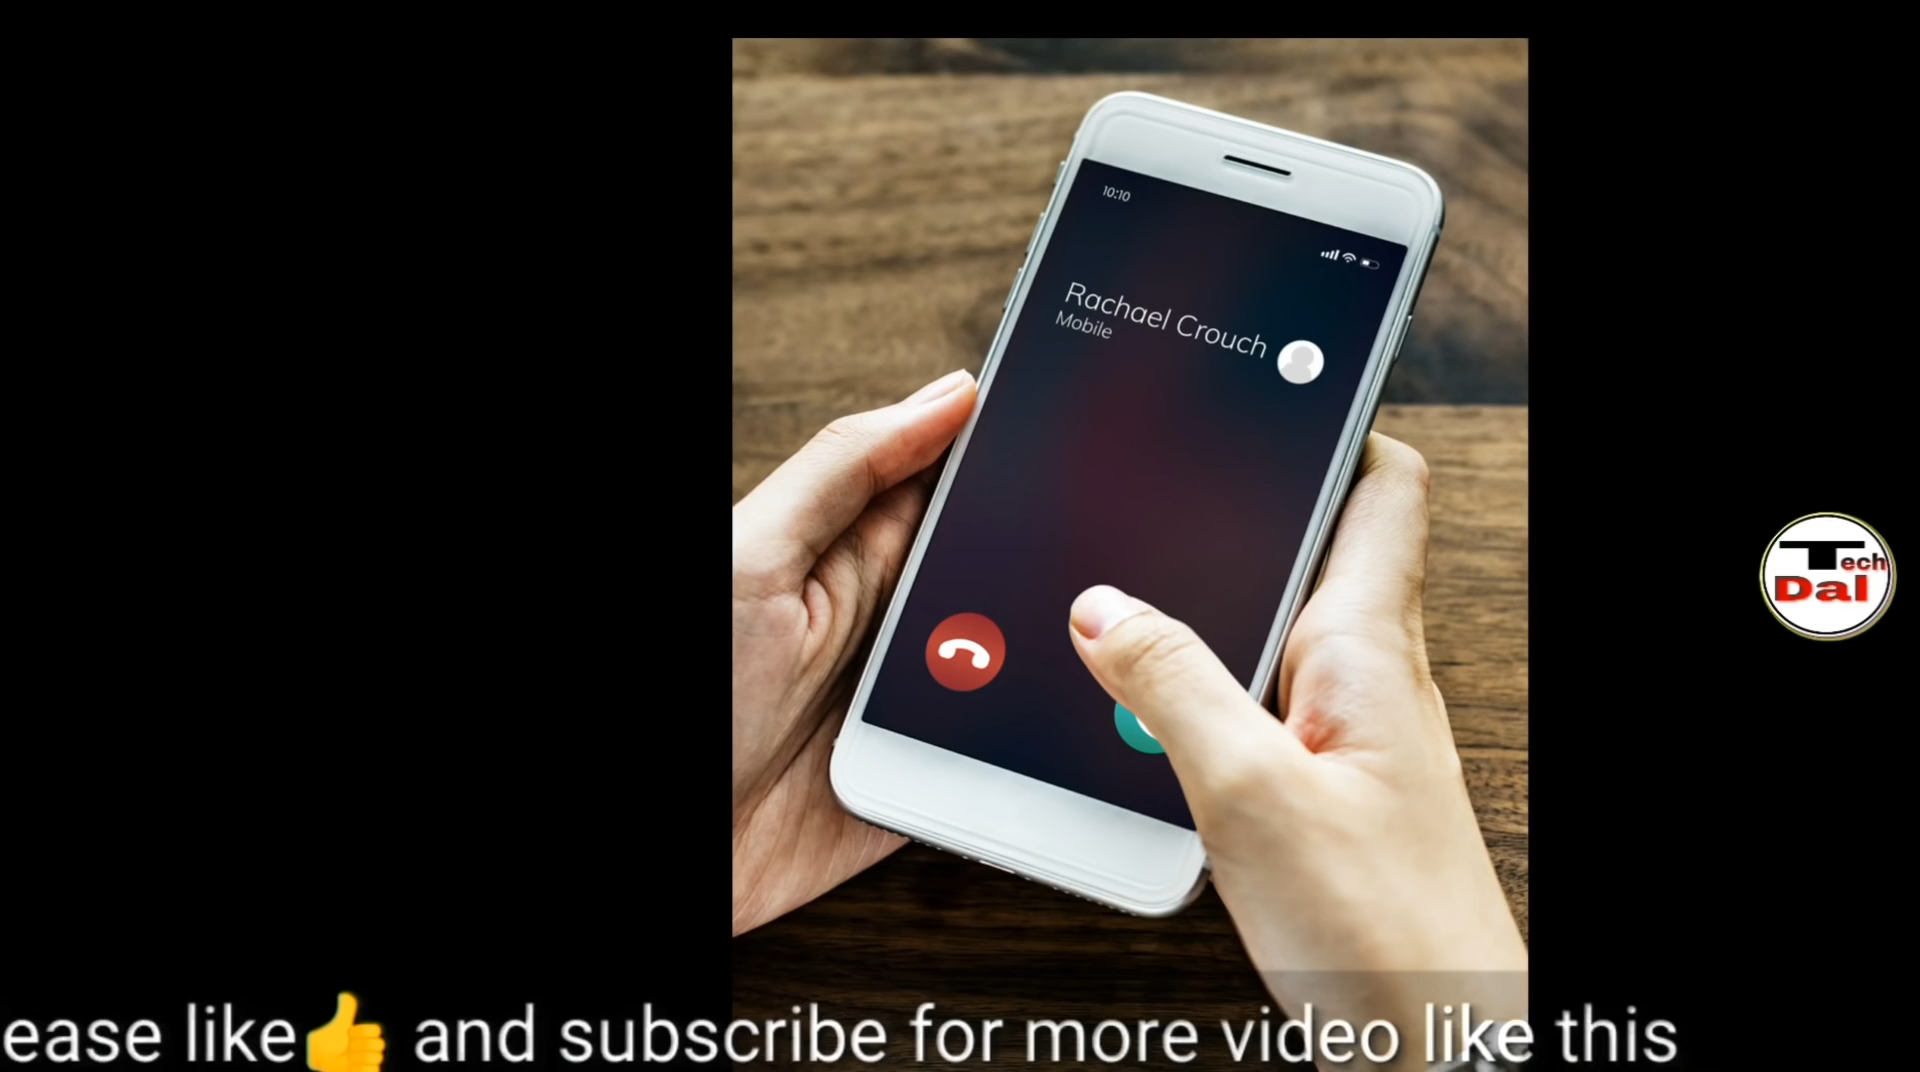 10:10
Rachael Crouch
Mobile
Tech
Dal
ease like👍 and subscribe for more video like this